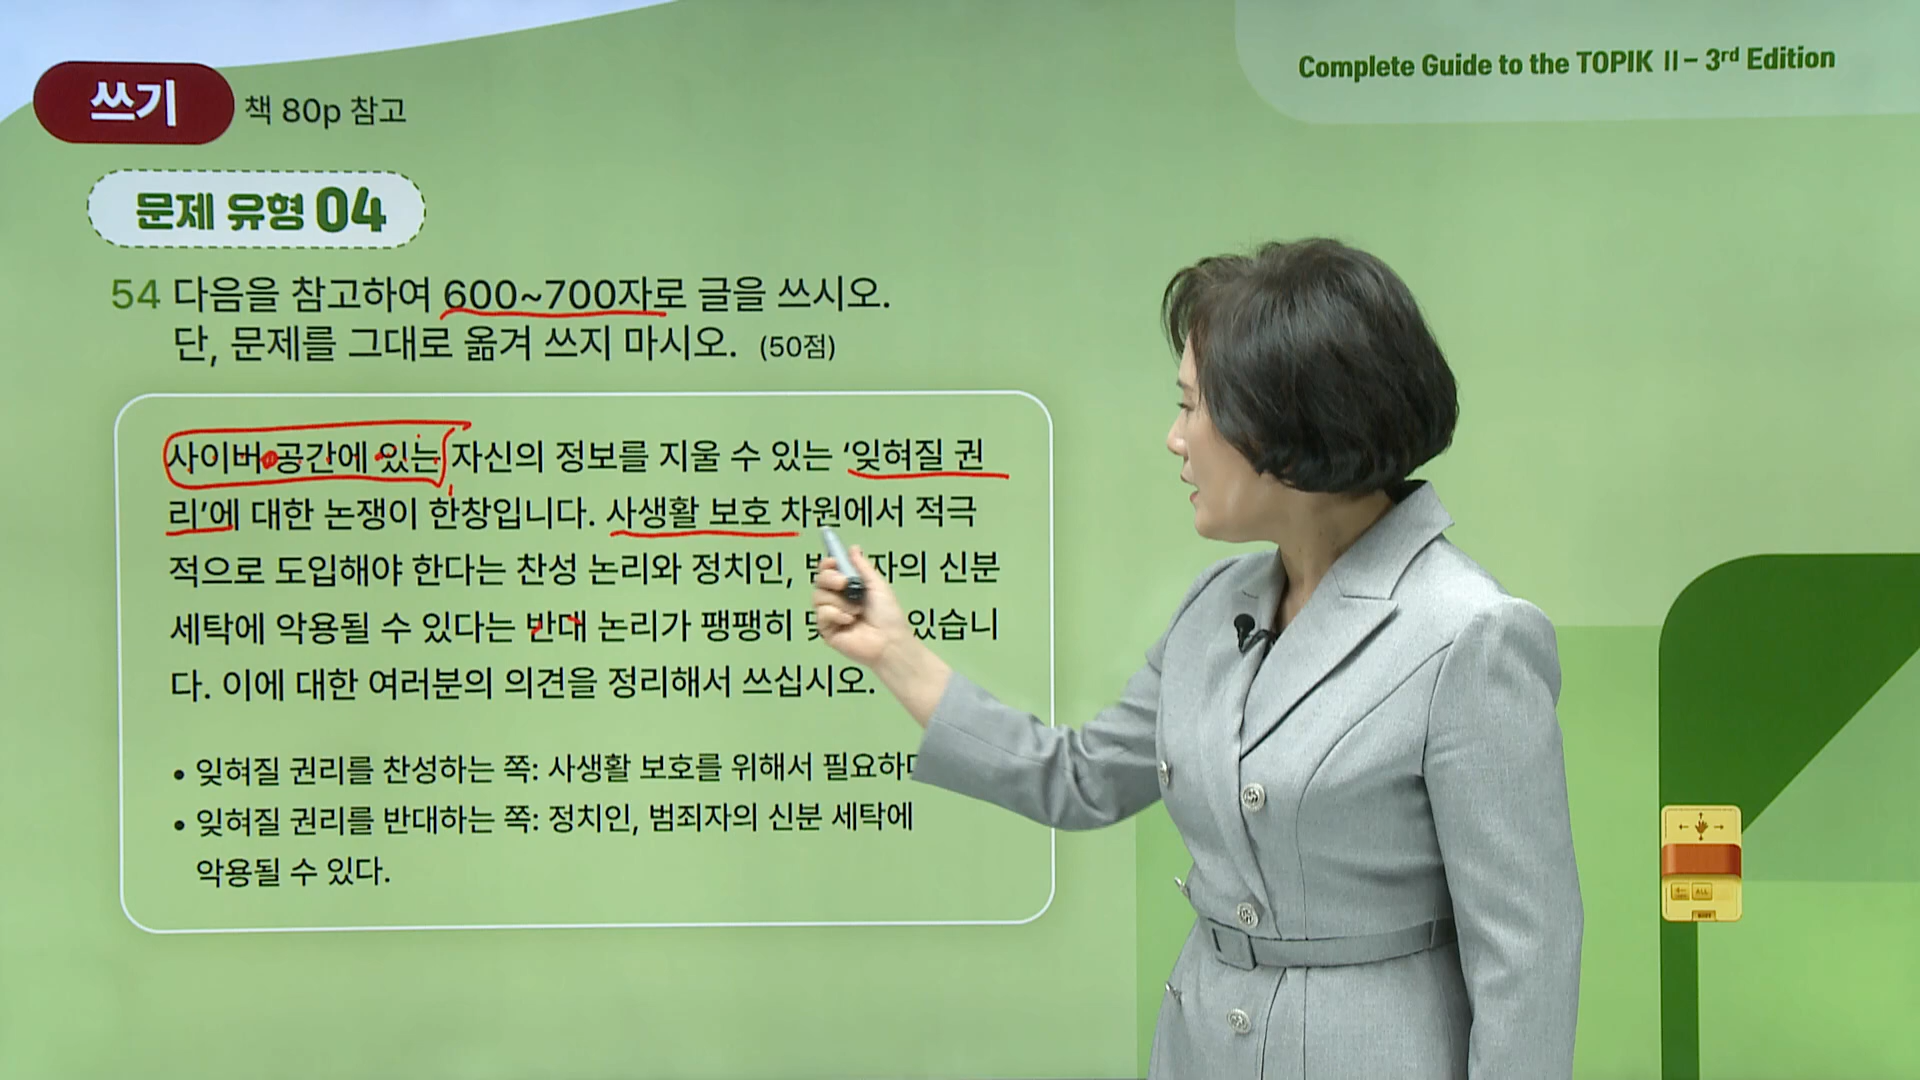 Complete Guide to the TOPIK Ⅱ – 3rd Edition
쓰기 책 80p 참고
문제 유형 04
54 다음을 참고하여 600~700자로 글을 쓰시오.
단, 문제를 그대로 옮겨 쓰지 마시오. (50점)
사이버 공간에 있는 자신의 정보를 지울 수 있는 ‘잊혀질 권
리’에 대한 논쟁이 한창입니다. 사생활 보호 차원에서 적극
적으로 도입해야 한다는 찬성 논리와 정치인, 의 신분
세탁에 악용될 수 있다는 반대 논리가 팽팽히 있습니
다. 이에 대한 여러분의 의견을 정리해서 쓰십시오.
• 잊혀질 권리를 찬성하는 쪽: 사생활 보호를 위해서
• 잊혀질 권리를 반대하는 쪽: 정치인, 범죄자의 신분 세탁에
악용될 수 있다.
ALL